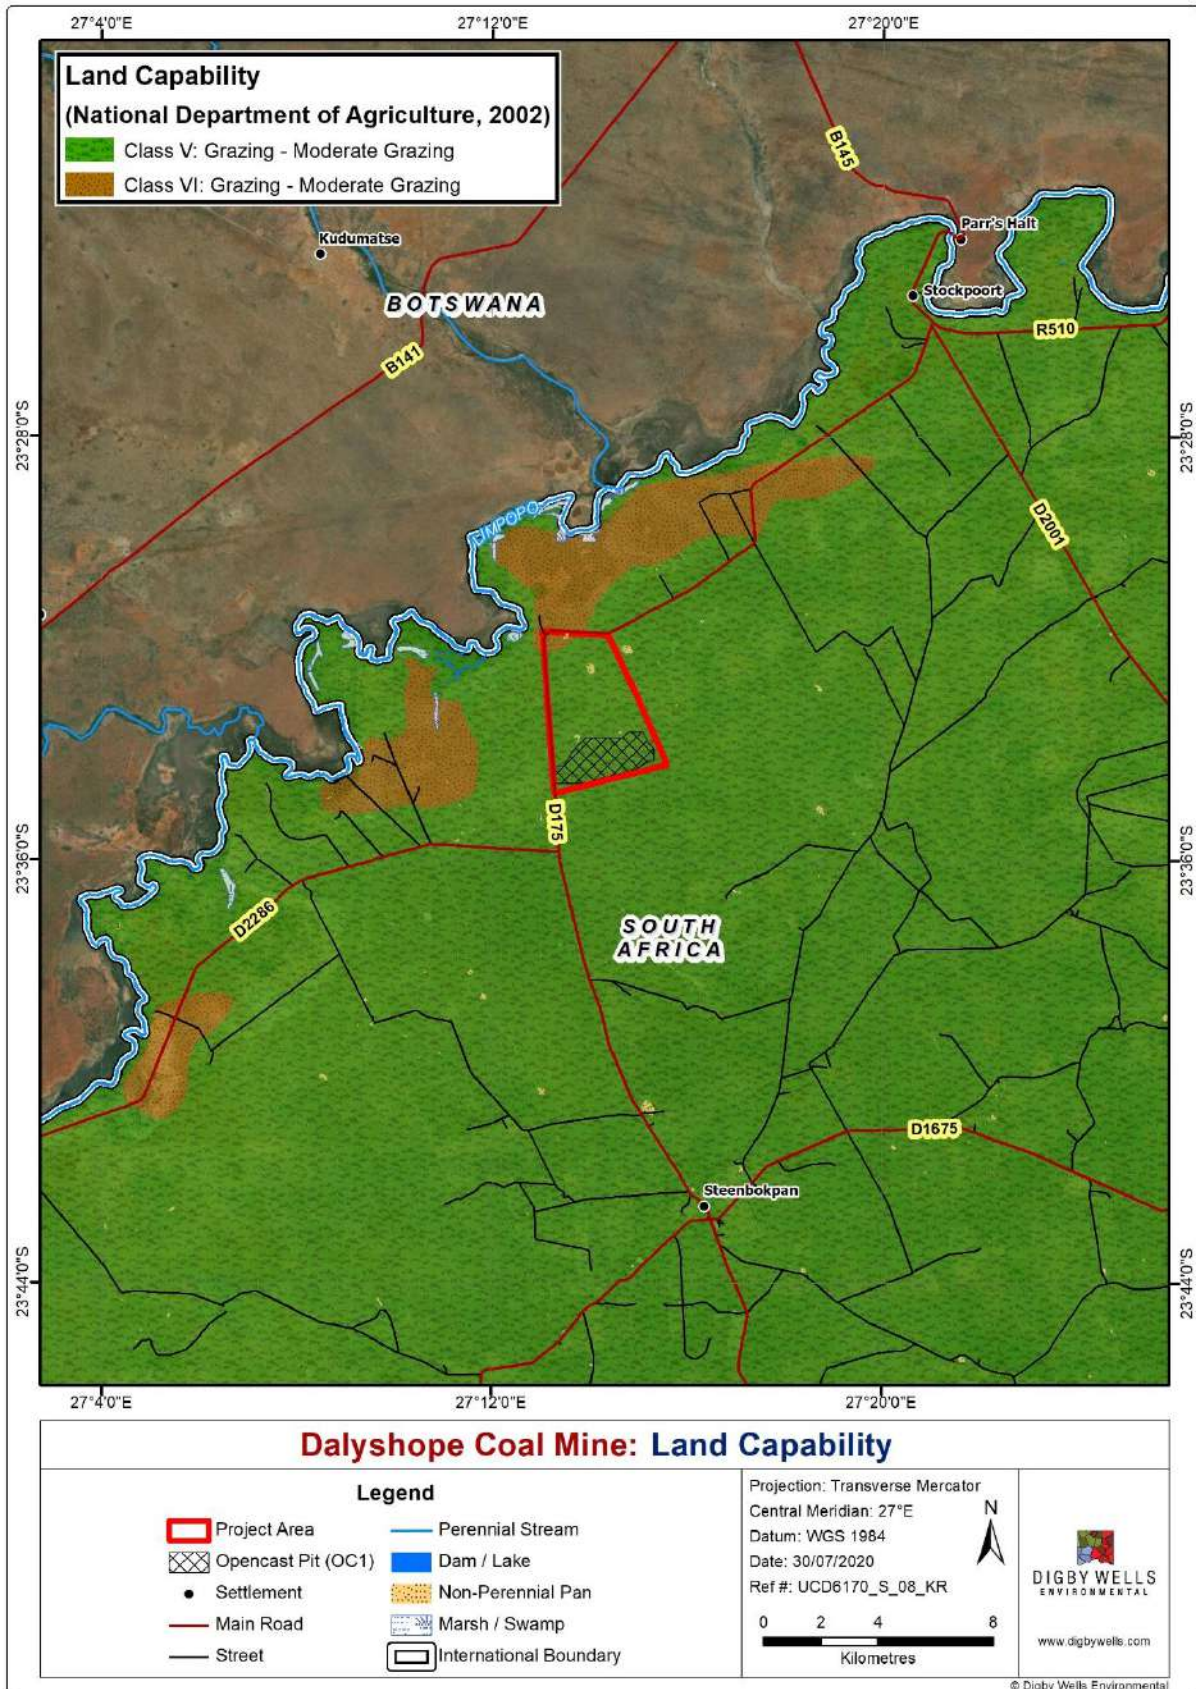 27°4'0"E
27°12'0"E
27°20'0"E
Land Capability
(National Department of Agriculture, 2002)
Class V: Grazing - Moderate Grazing
Class VI: Grazing - Moderate Grazing
B145
Parr's Halt
Kudumatse
BOTSWANA
Stockpoort
R510
B141
23°28'0"S
23°28'0"S
LIMPOPO
D2001
D175
23°36'0"S
23°36'0"S
D2286
SOUTH
AFRICA
D1675
Steenbokpan
23°44'0"S
23°44'0"S
27°4'0"E
27°12'0"E
27°20'0"E
Dalyshope Coal Mine: Land Capability
Legend
Project Area
Opencast Pit (OC1)
Settlement
Main Road
Street
Perennial Stream
Dam / Lake
Non-Perennial Pan
Marsh / Swamp
International Boundary
Projection: Transverse Mercator
Central Meridian: 27°E
Datum: WGS 1984
Date: 30/07/2020
Ref #: UCD6170_S_08_KR
N
0 2 4 8
Kilometres
DIGBY WELLS
ENVIRONMENTAL
www.digbywells.com
© Digby Wells Environmental